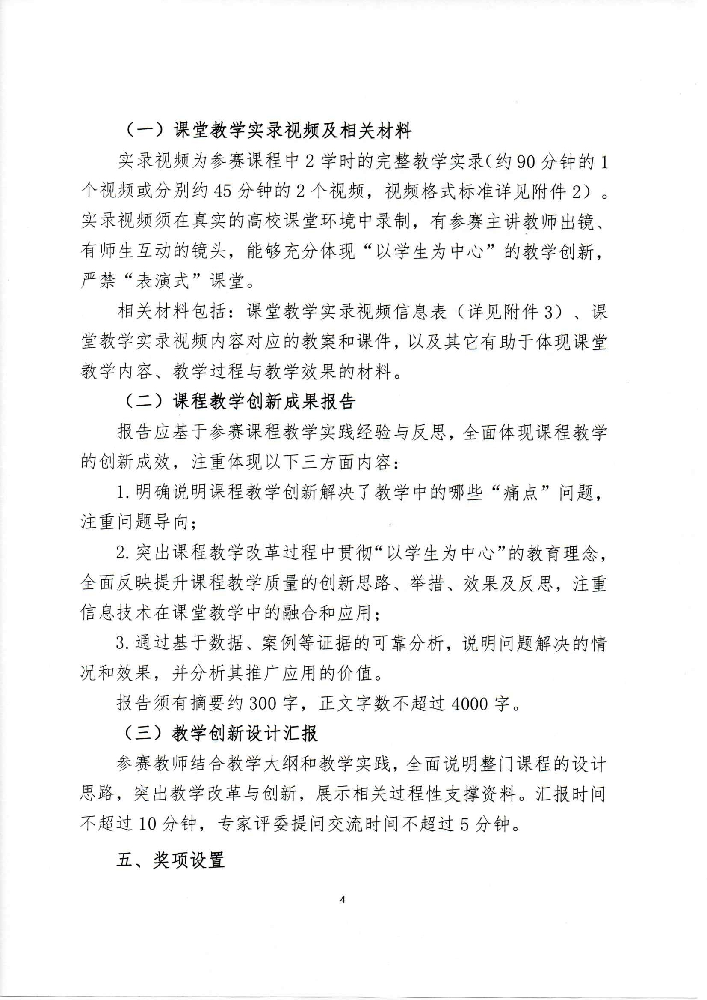 （一）课堂教学实录视频及相关材料
实录视频为参赛课程中2学时的完整教学实录（约90分钟的1
个视频或分别约45分钟的2个视频，视频格式标准详见附件2）。
实录视频须在真实的高校课堂环境中录制，有参赛主讲教师出镜、
有师生互动的镜头，能够充分体现“以学生为中心”的教学创新，
严禁“表演式”课堂。
相关材料包括：课堂教学实录视频信息表（详见附件3）、课
堂教学实录视频内容对应的教案和课件，以及其它有助于体现课堂
教学内容、教学过程与教学效果的材料。
（二）课程教学创新成果报告
报告应基于参赛课程教学实践经验与反思，全面体现课程教学
的创新成效，注重体现以下三方面内容：
1.明确说明课程教学创新解决了教学中的哪些“痛点”问题，
注重问题导向；
2.突出课程教学改革过程中贯彻“以学生为中心”的教育理念，
全面反映提升课程教学质量的创新思路、举措、效果及反思，注重
信息技术在课堂教学中的融合和应用；
3.通过基于数据、案例等证据的可靠分析，说明问题解决的情
况和效果，并分析其推广应用的价值。
报告须有摘要约300字，正文字数不超过4000字。
（三）教学创新设计汇报
参赛教师结合教学大纲和教学实践，全面说明整门课程的设计
思路，突出教学改革与创新，展示相关过程性支撑资料。汇报时间
不超过10分钟，专家评委提问交流时间不超过5分钟。
五、奖项设置
4